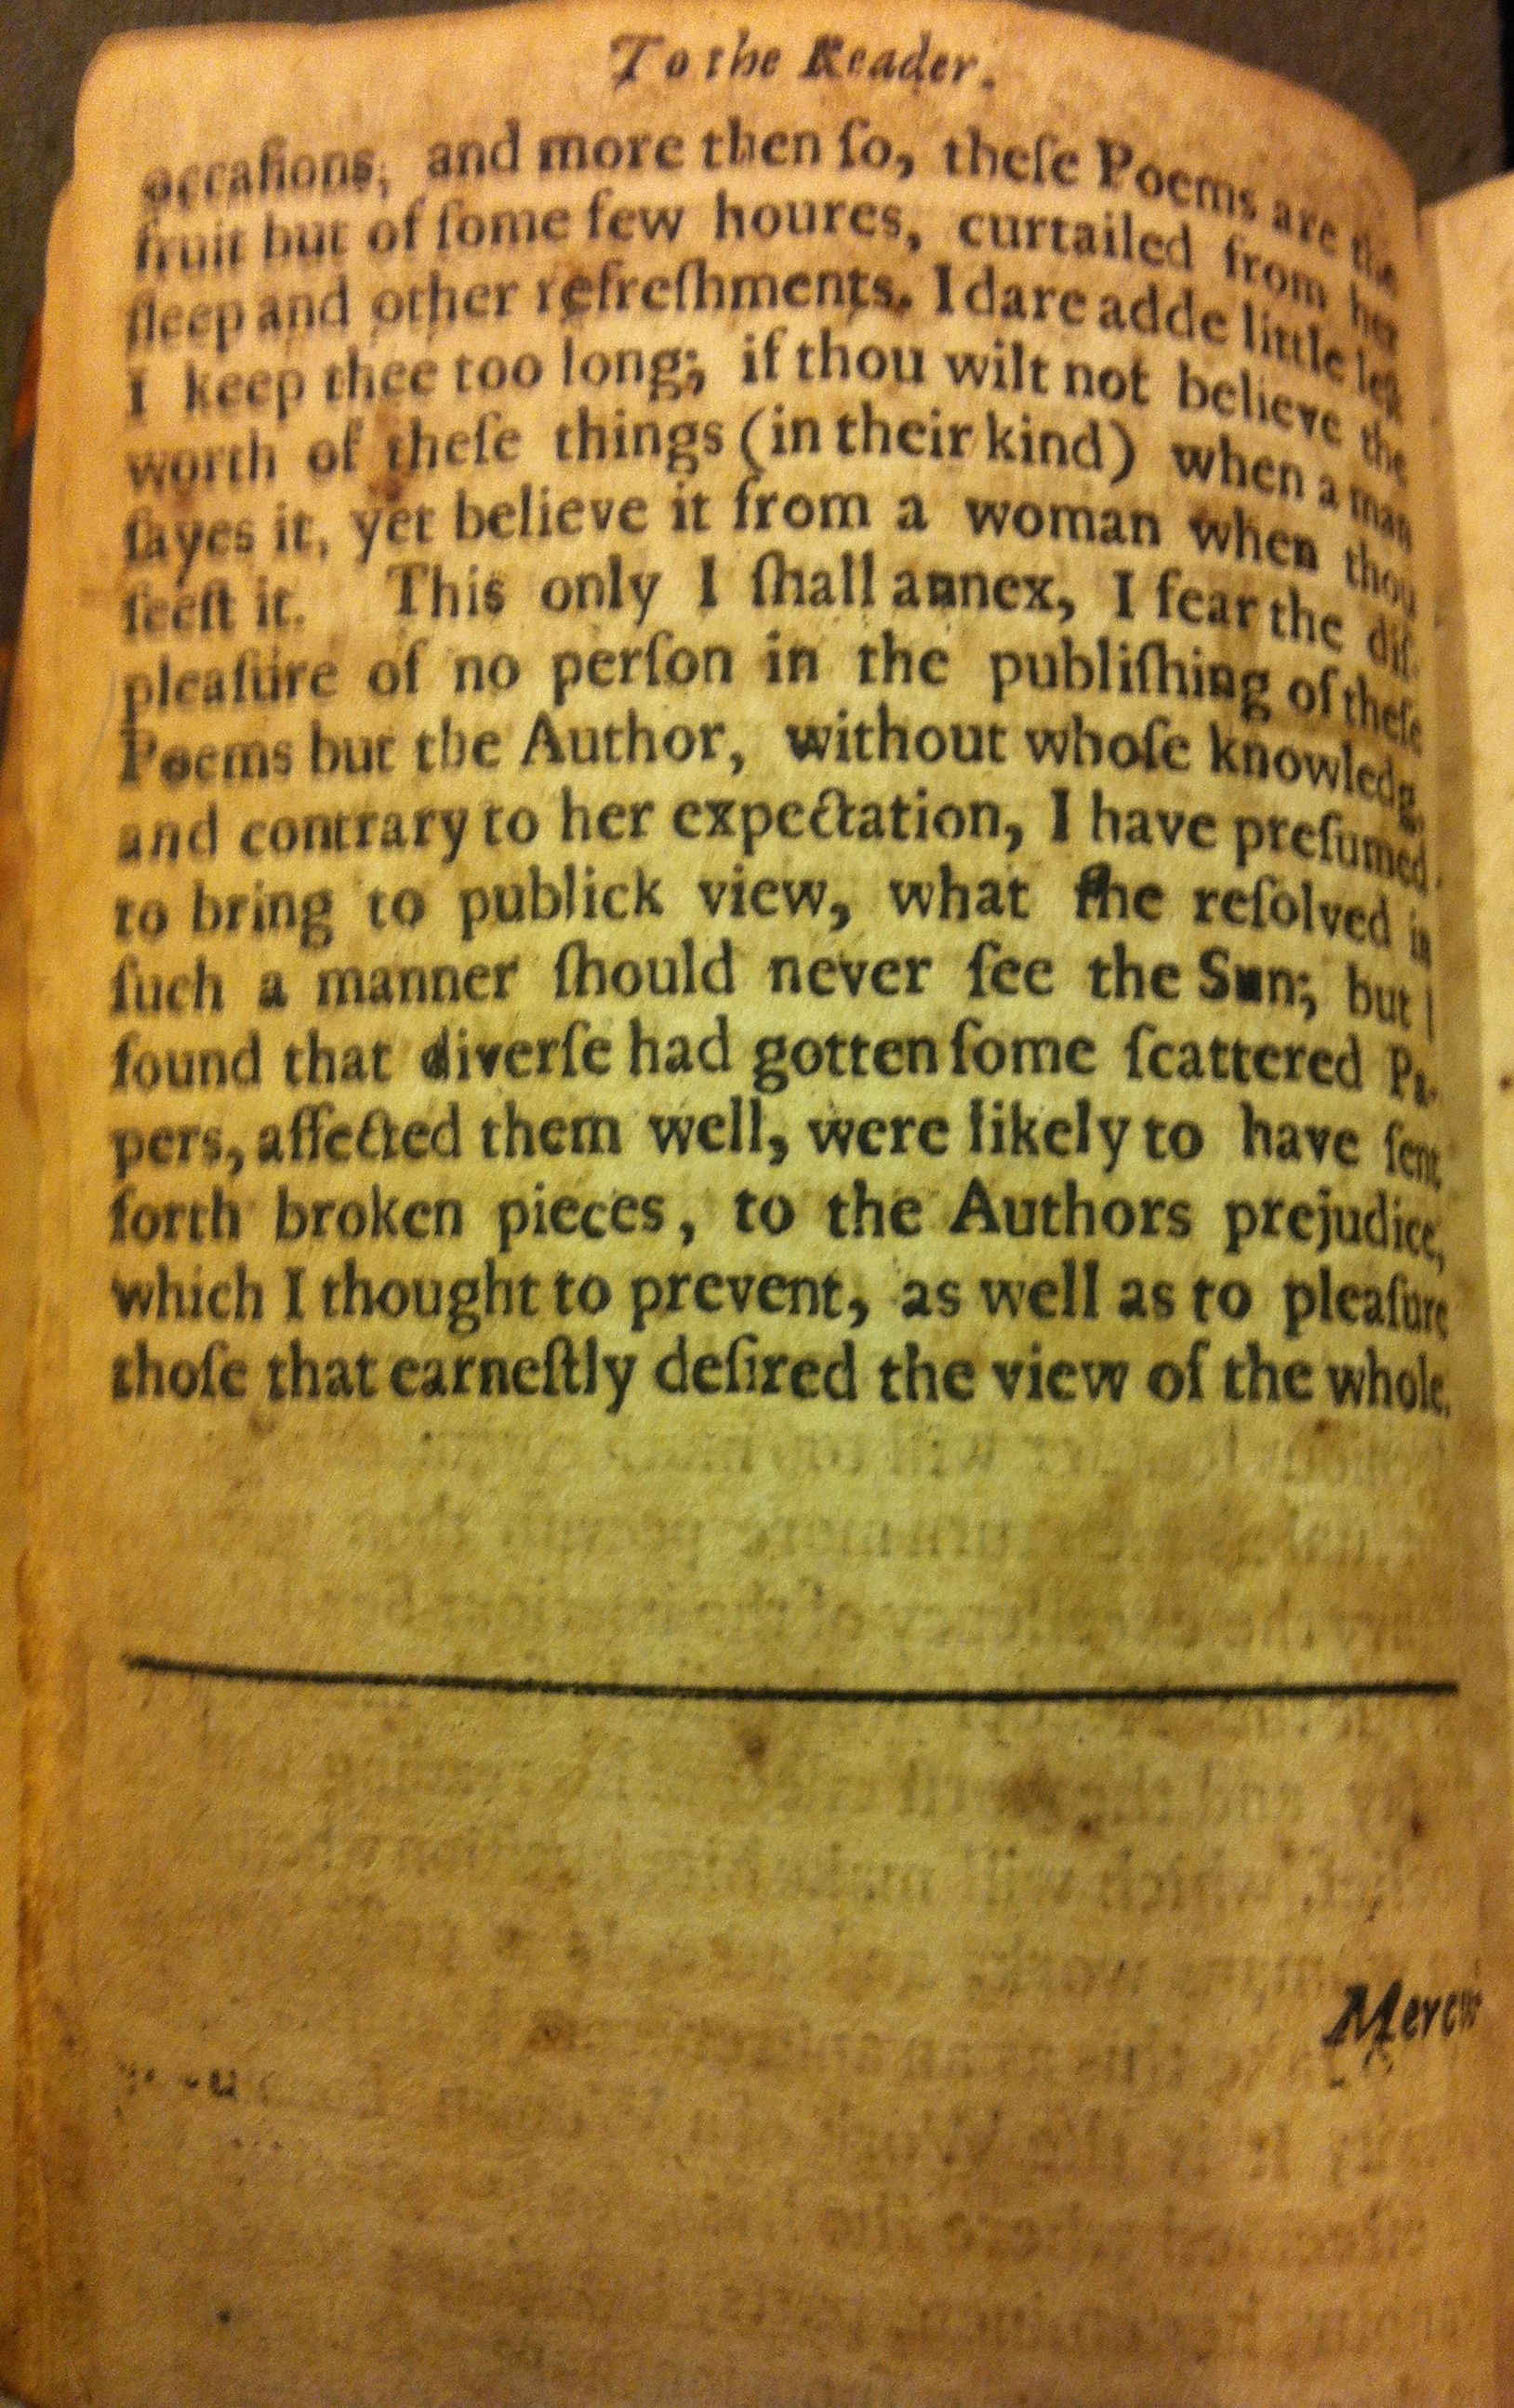 To the Reader.
occaſions, and more then ſo, theſe Poems are the
fruit but of ſome few houres, curtailed from her
ſleep and other refreſhments. I dare adde little leſt
I keep thee too long; if thou wilt not believe the
worth of theſe things (in their kind) when a man
ſayes it, yet believe it from a woman when thou
ſeeſt it. This only I ſhall annex, I fear the diſ-
pleaſure of no perſon in the publiſhing of theſe
Poems but the Author, without whoſe knowledg,
and contrary to her expectation, I have preſumed
to bring to publick view, what ſhe reſolved in
ſuch a manner ſhould never ſee the Sun; but I
found that diverſe had gotten ſome ſcattered Pa-
pers, affected them well, were likely to have ſent
forth broken pieces, to the Authors prejudice,
which I thought to prevent, as well as to pleaſure
thoſe that earneſtly deſired the view of the whole.
Mercu